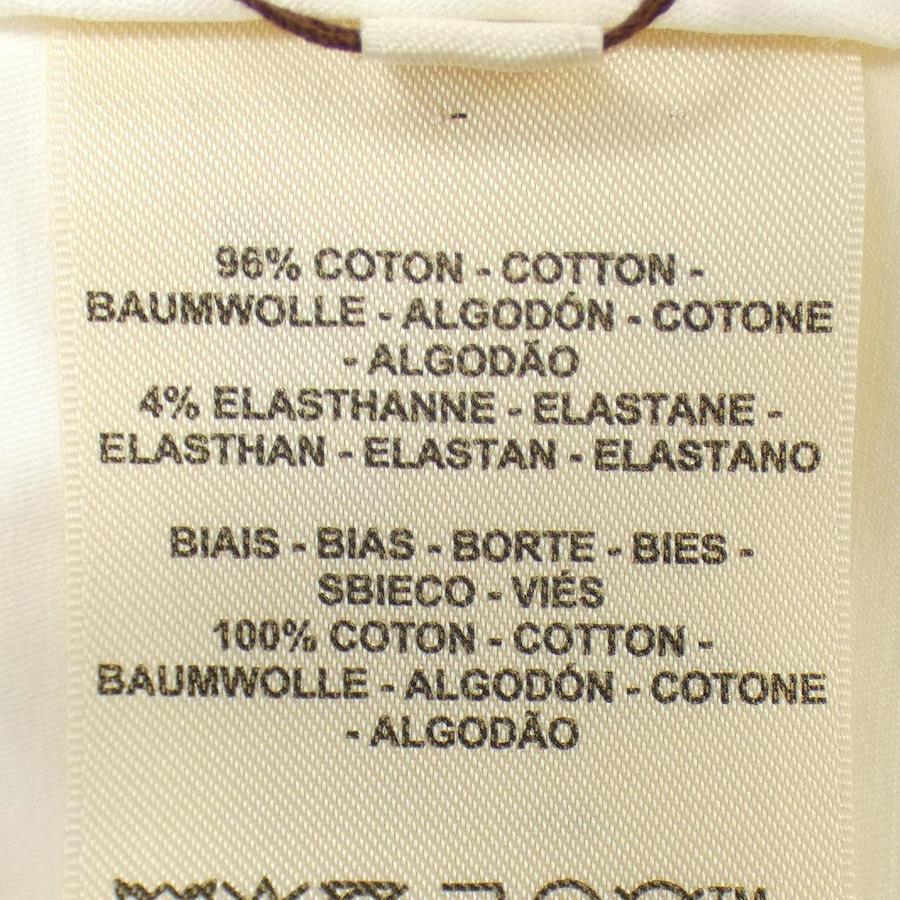 -
96% COTON - COTTON -
BAUMWOLLE - ALGODÓN - COTONE
- ALGODÃO
4% ELASTHANNE - ELASTANE -
ELASTHAN - ELASTAN - ELASTANO
BIAIS - BIAS - BORTE - BIES -
SBIECO - VIÉS
100% COTON - COTTON -
BAUMWOLLE - ALGODÓN - COTONE
- ALGODÃO
TM